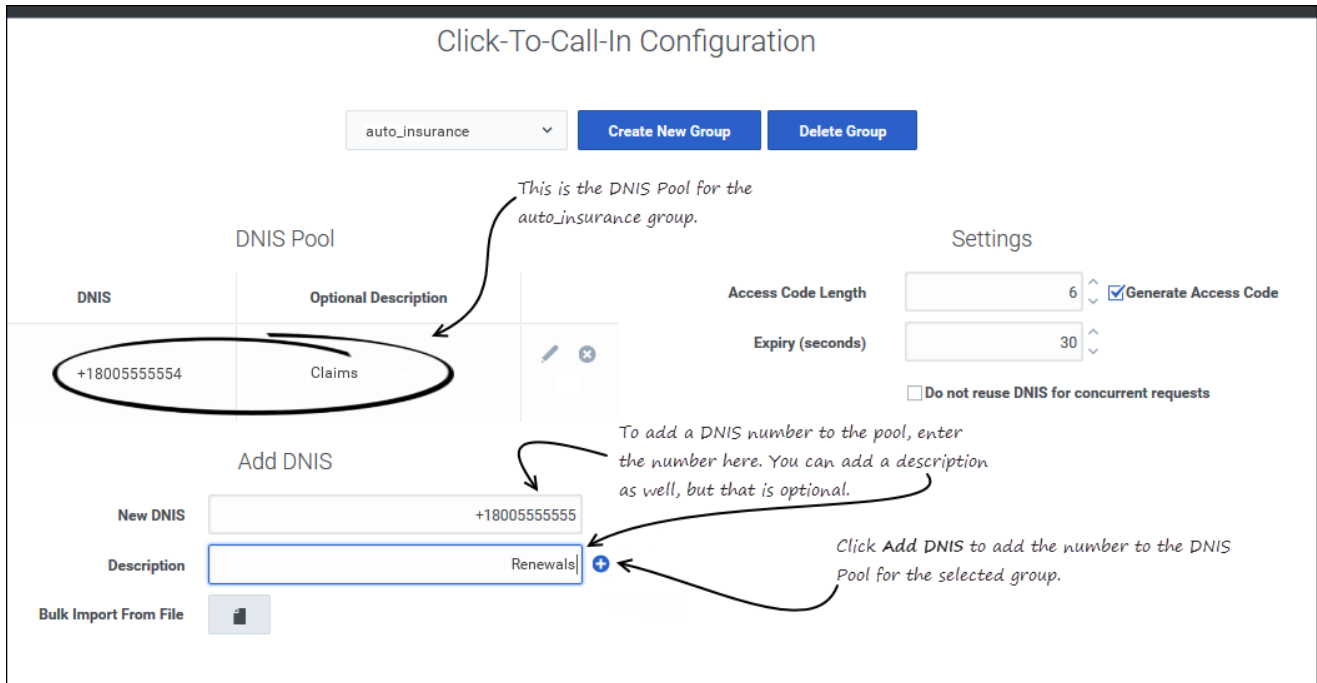 Click-To-Call-In Configuration
auto_insurance
Create New Group
Delete Group
This is the DNIS Pool for the
auto_insurance group.
DNIS Pool
Settings
DNIS
Optional Description
Access Code Length
6
Generate Access Code
Expiry (seconds)
30
+18005555554
Claims
Do not reuse DNIS for concurrent requests
To add a DNIS number to the pool, enter
the number here. You can add a description
as well, but that is optional.
Add DNIS
New DNIS
+18005555555
Description
Renewals
Click Add DNIS to add the number to the DNIS
Pool for the selected group.
Bulk Import From File